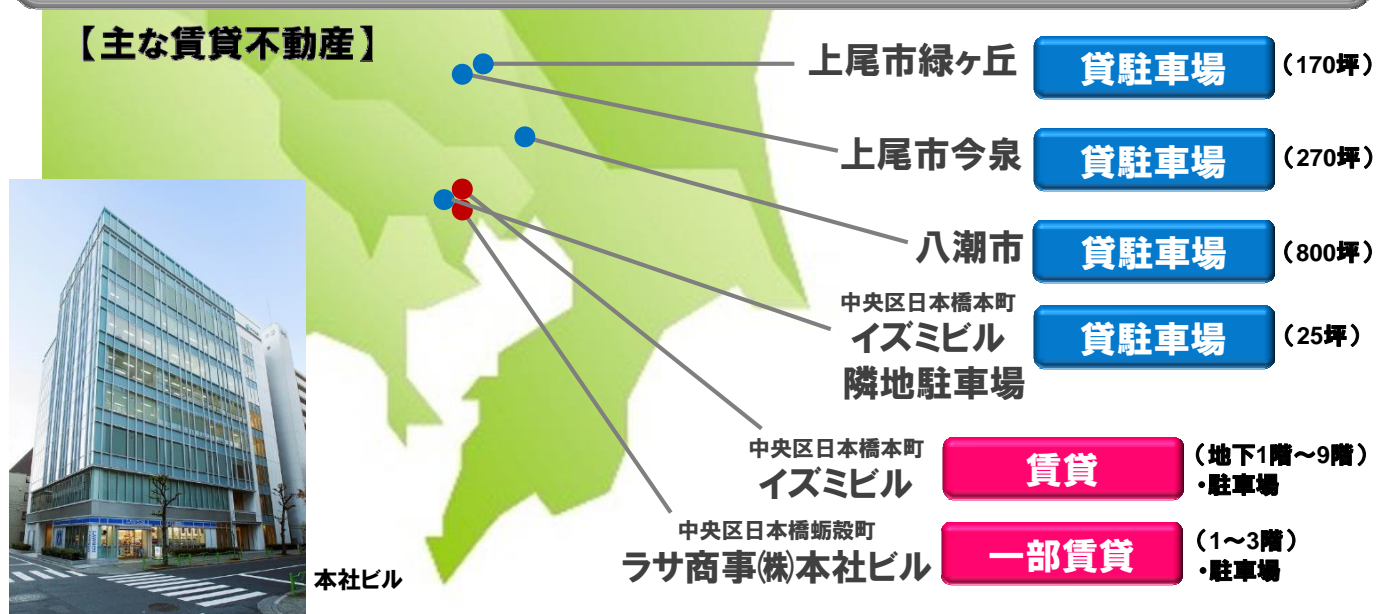 【主な賃貸不動産】
上尾市緑ヶ丘 貸駐車場 （170坪）
上尾市今泉 貸駐車場 （270坪）
八潮市 貸駐車場 （800坪）
中央区日本橋本町
イズミビル 貸駐車場 （25坪）
隣地駐車場
中央区日本橋本町
イズミビル 賃貸 （地下1階～9階）
・駐車場
中央区日本橋蛎殻町
ラサ商事㈱本社ビル 一部賃貸 （1～3階）
・駐車場
本社ビル